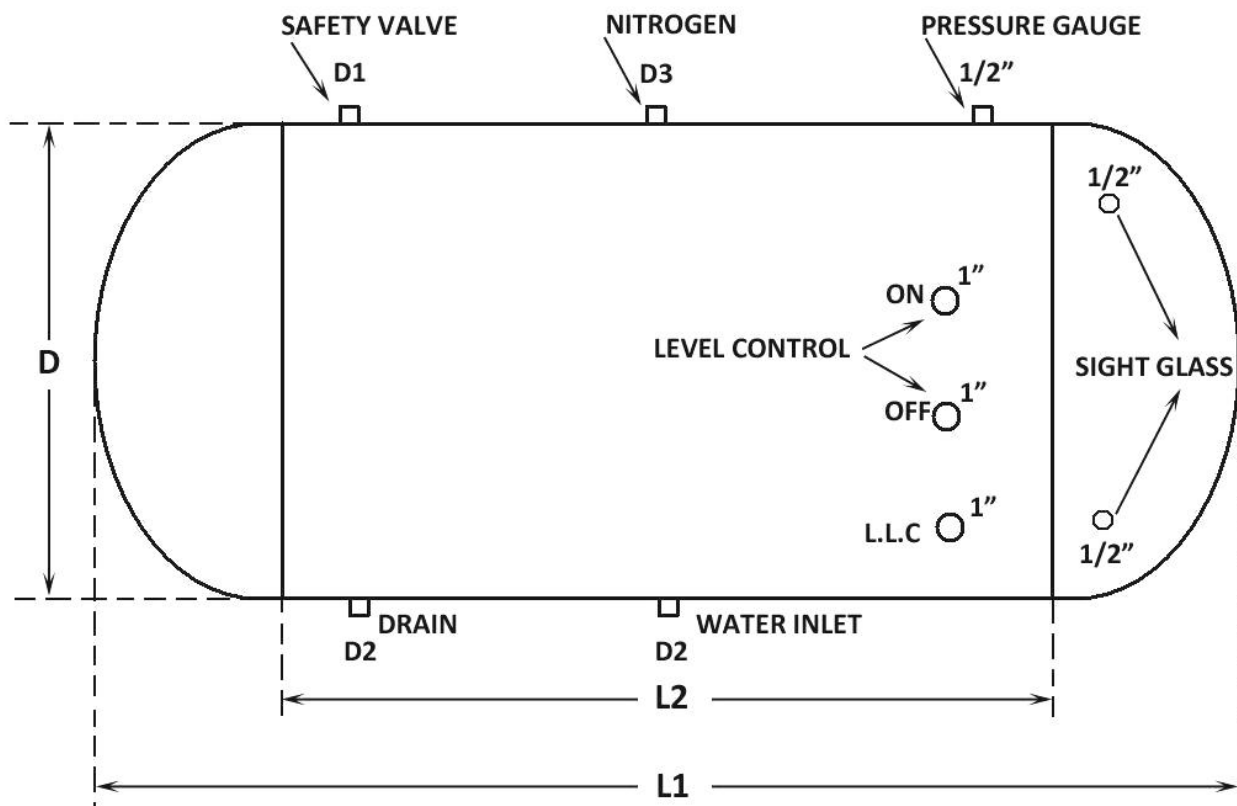 SAFETY VALVE
NITROGEN
PRESSURE GAUGE
D1
D3
1/2”
1/2”
1”
ON
LEVEL CONTROL
D
SIGHT GLASS
1”
OFF
1”
L.L.C
1/2”
DRAIN
WATER INLET
D2
D2
L2
L1